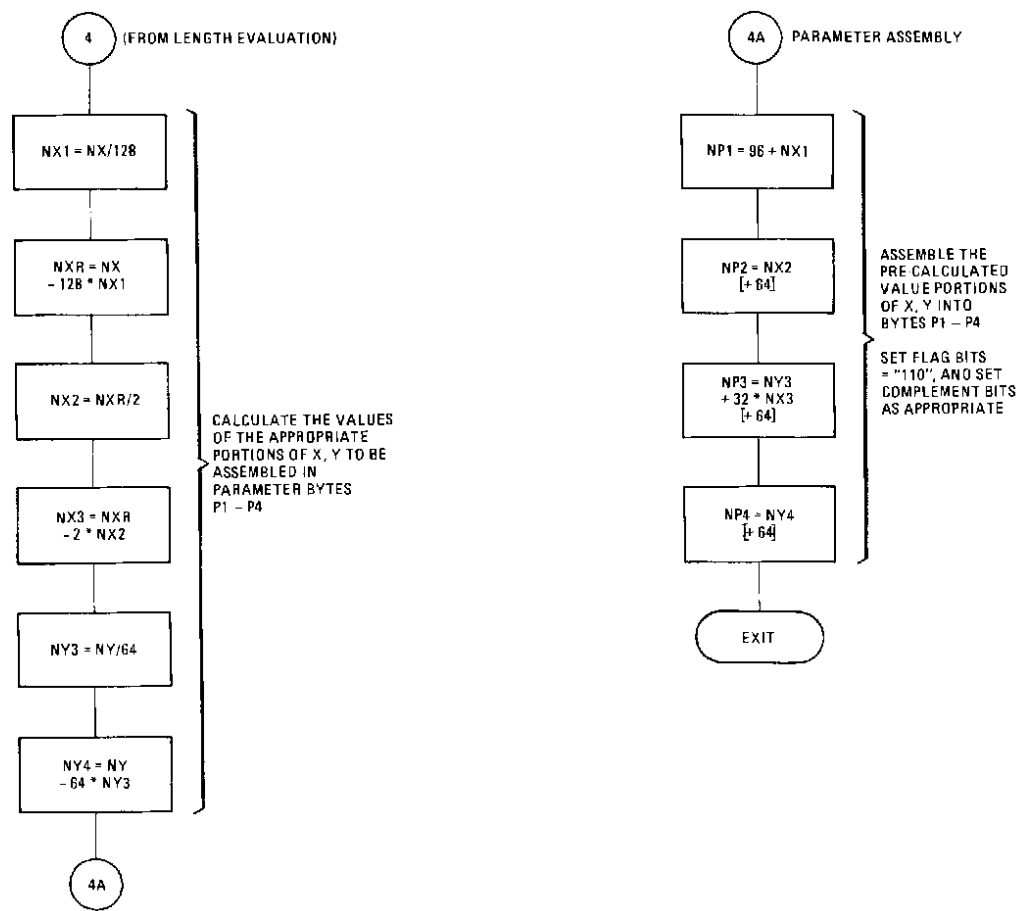 4 (FROM LENGTH EVALUATION)
NX1 = NX/128
NXR = NX
- 128 * NX1
NX2 = NXR/2
NX3 = NXR
- 2 * NX2
NY3 = NY/64
NY4 = NY
- 64 * NY3
4A
CALCULATE THE VALUES
OF THE APPROPRIATE
PORTIONS OF X, Y TO BE
ASSEMBLED IN
PARAMETER BYTES
P1 – P4
4A PARAMETER ASSEMBLY
NP1 = 96 + NX1
NP2 = NX2
[+ 64]
NP3 = NY3
+ 32 * NX3
[+ 64]
NP4 = NY4
[+ 64]
EXIT
ASSEMBLE THE
PRE-CALCULATED
VALUE PORTIONS
OF X, Y INTO
BYTES P1 – P4
SET FLAG BITS
= "110", AND SET
COMPLEMENT BITS
AS APPROPRIATE